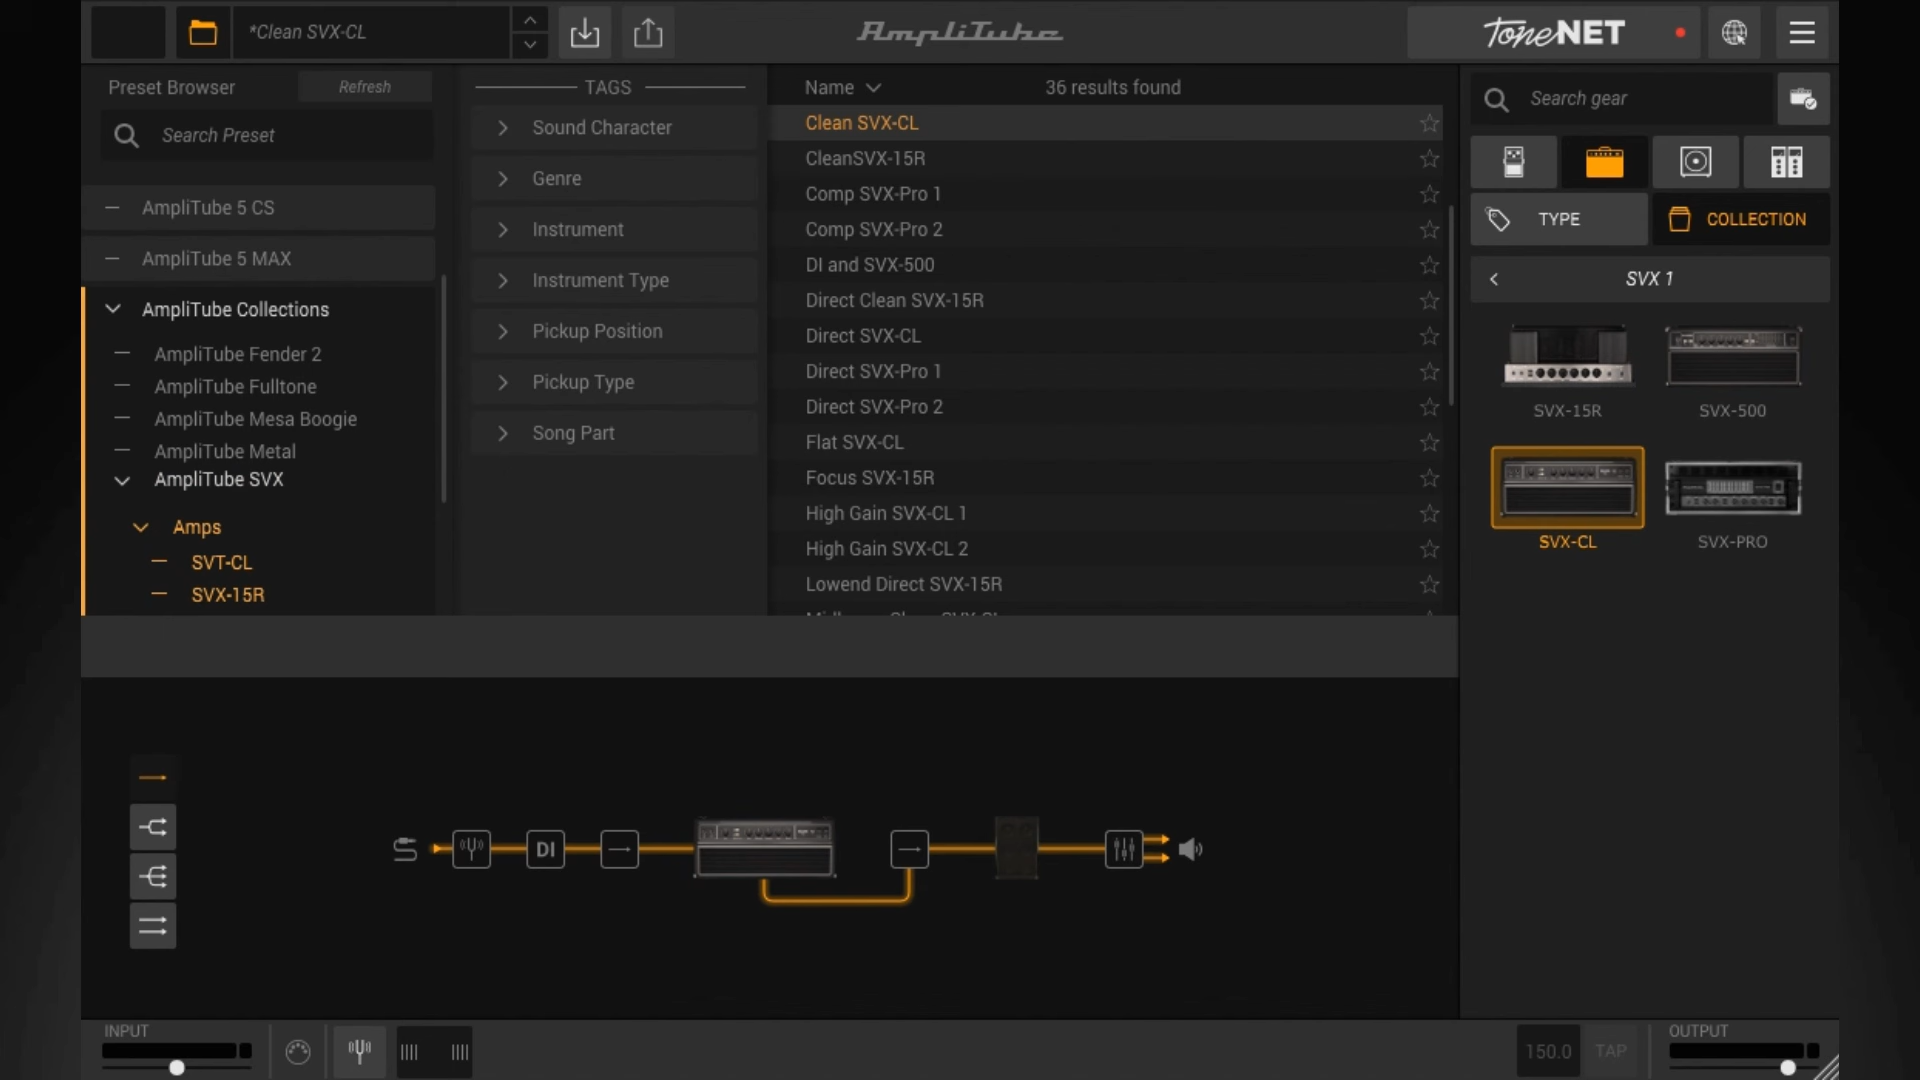 *Clean SVX-CL
AmpliTube
ToneNET
Preset Browser
Refresh
Search Preset
AmpliTube 5 CS
AmpliTube 5 MAX
AmpliTube Collections
AmpliTube Fender 2
AmpliTube Fulltone
AmpliTube Mesa Boogie
AmpliTube Metal
AmpliTube SVX
Amps
SVT-CL
SVX-15R
TAGS
Sound Character
Genre
Instrument
Instrument Type
Pickup Position
Pickup Type
Song Part
Name
36 results found
Clean SVX-CL
CleanSVX-15R
Comp SVX-Pro 1
Comp SVX-Pro 2
DI and SVX-500
Direct Clean SVX-15R
Direct SVX-CL
Direct SVX-Pro 1
Direct SVX-Pro 2
Flat SVX-CL
Focus SVX-15R
High Gain SVX-CL 1
High Gain SVX-CL 2
Lowend Direct SVX-15R
Search gear
TYPE
COLLECTION
SVX 1
SVX-15R
SVX-500
SVX-CL
SVX-PRO
DI
INPUT
150.0
TAP
OUTPUT